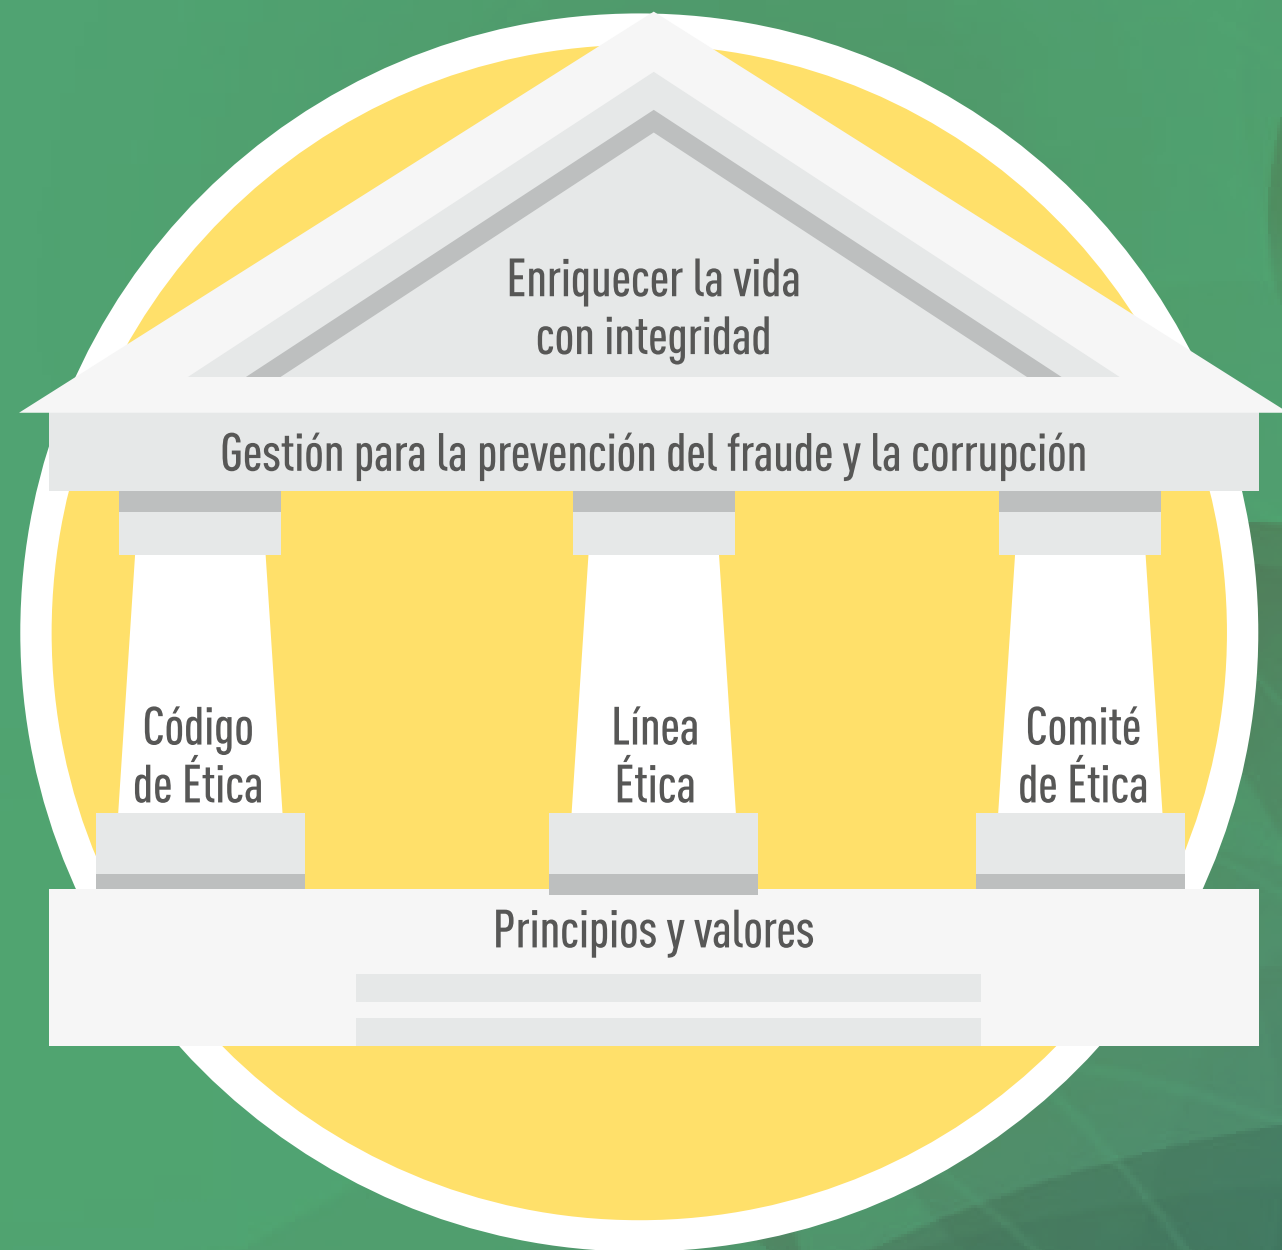 Enriquecer la vida
con integridad
Gestión para la prevención del fraude y la corrupción
Código
de Ética
Línea
Ética
Comité
de Ética
Principios y valores